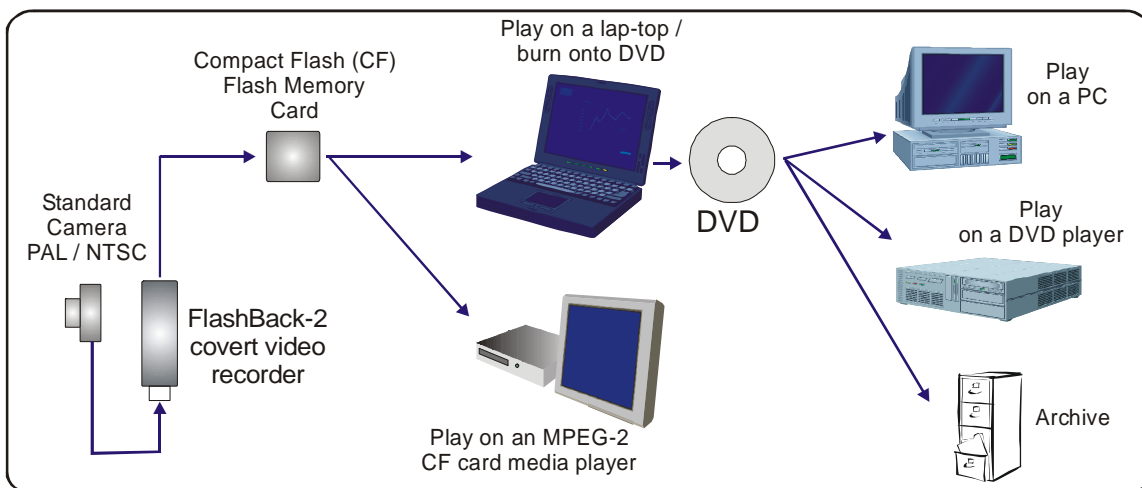 Standard
Camera
PAL / NTSC
FlashBack-2
covert video
recorder
Compact Flash (CF)
Flash Memory
Card
Play on a lap-top /
burn onto DVD
DVD
Play on an MPEG-2
CF card media player
Play
on a PC
Play
on a DVD player
Archive